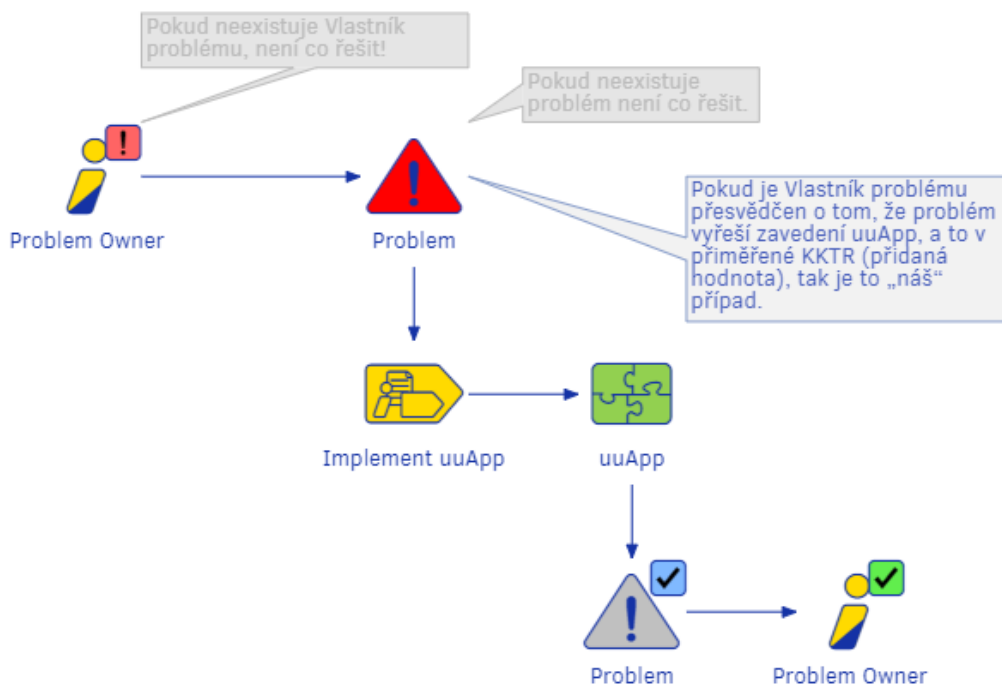 Pokud neexistuje Vlastník
problému, není co řešit!
Pokud neexistuje
problém není co řešit.
Problem Owner
Problem
Pokud je Vlastník problému
přesvědčen o tom, že problém
vyřeší zavedení uuApp, a to v
přiměřené KKTR (přidaná
hodnota), tak je to „náš“
případ.
Implement uuApp
uuApp
Problem
Problem Owner